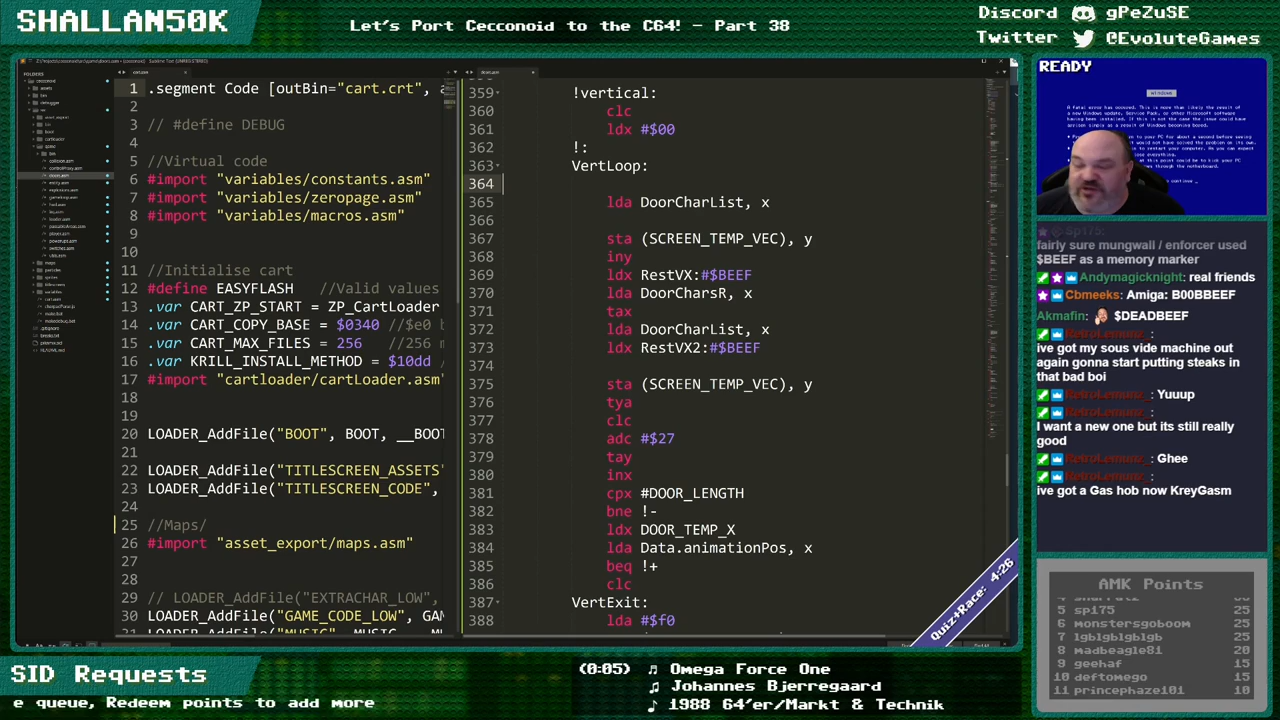 SHALLAN50K
Let's Port Cecconoid to the C64! - Part 38
Discord gPeZuSE
Twitter @EvoluteGames
FOLDERS
1 .segment Code [outBin="cart.crt",
2
3 // #define DEBUG
4
5 //Virtual code
6 #import "variables/constants.asm"
7 #import "variables/zeropage.asm"
8 #import "variables/macros.asm"
9
10
11 //Initialise cart
12 #define EASYFLASH //valid values
13 .var CART_ZP_START = ZP_CartLoader
14 .var CART_COPY_BASE = $0340 //$e0 b
15 .var CART_MAX_FILES = 256 //256 m
16 .var KRILL_INSTALL_METHOD = $10dd /
17 #import "cartloader/cartLoader.asm"
18
19
20 LOADER_AddFile("BOOT", BOOT, __BOOT
21
22 LOADER_AddFile("TITLESCREEN_ASSETS"
23 LOADER_AddFile("TITLESCREEN_CODE",
24
25 //Maps/
26 #import "asset_export/maps.asm"
27
28
29 // LOADER_AddFile("EXTRACHAR_LOW",
30 LOADER_AddFile("GAME_CODE_LOW", GAM
359 !vertical:
360 clc
361 ldx #$00
362 !:
VertLoop:
364
365 lda DoorCharList, x
366
367 sta (SCREEN_TEMP_VEC), y
368 iny
369 ldx RestVX:#$BEEF
370 lda DoorCharsR, x
371 tax
372 lda DoorCharList, x
373 ldx RestVX2:#$BEEF
374
375 sta (SCREEN_TEMP_VEC), y
376 tya
377 clc
378 adc #$27
379 tay
380 inx
381 cpx #DOOR_LENGTH
382 bne !-
383 ldx DOOR_TEMP_X
384 lda Data.animationPos, x
385 beq !+
386 clc
387 VertExit:
388 lda #$f0
Quiz+Race: 4:26
READY
Windows
Sp175:
fairly sure mungwall / enforcer used
$BEEF as a memory marker
Andymagicknight: real friends
Cbmeeks: Amiga: B00BBEEF
Akmafin: $DEADBEEF
RetroLemunz_:
ive got my sous vide machine out
again gonna start putting steaks in
that bad boi
RetroLemunz_: Yuuup
RetroLemunz_:
I want a new one but its still really
good
RetroLemunz_: Ghee
RetroLemunz_:
ive got a Gas hob now KreyGasm
AMK Points
5 sp175 25
6 monstersgoboom 25
7 lgblgblgblgb 25
8 madbeagle81 20
9 geehaf 15
10 deftomego 15
11 princephaze101 10
SID Requests
e queue, Redeem points to add more
(0:05) ♫ Omega Force One
♫ Johannes Bjerregaard
♪ 1988 64'er/Markt & Technik